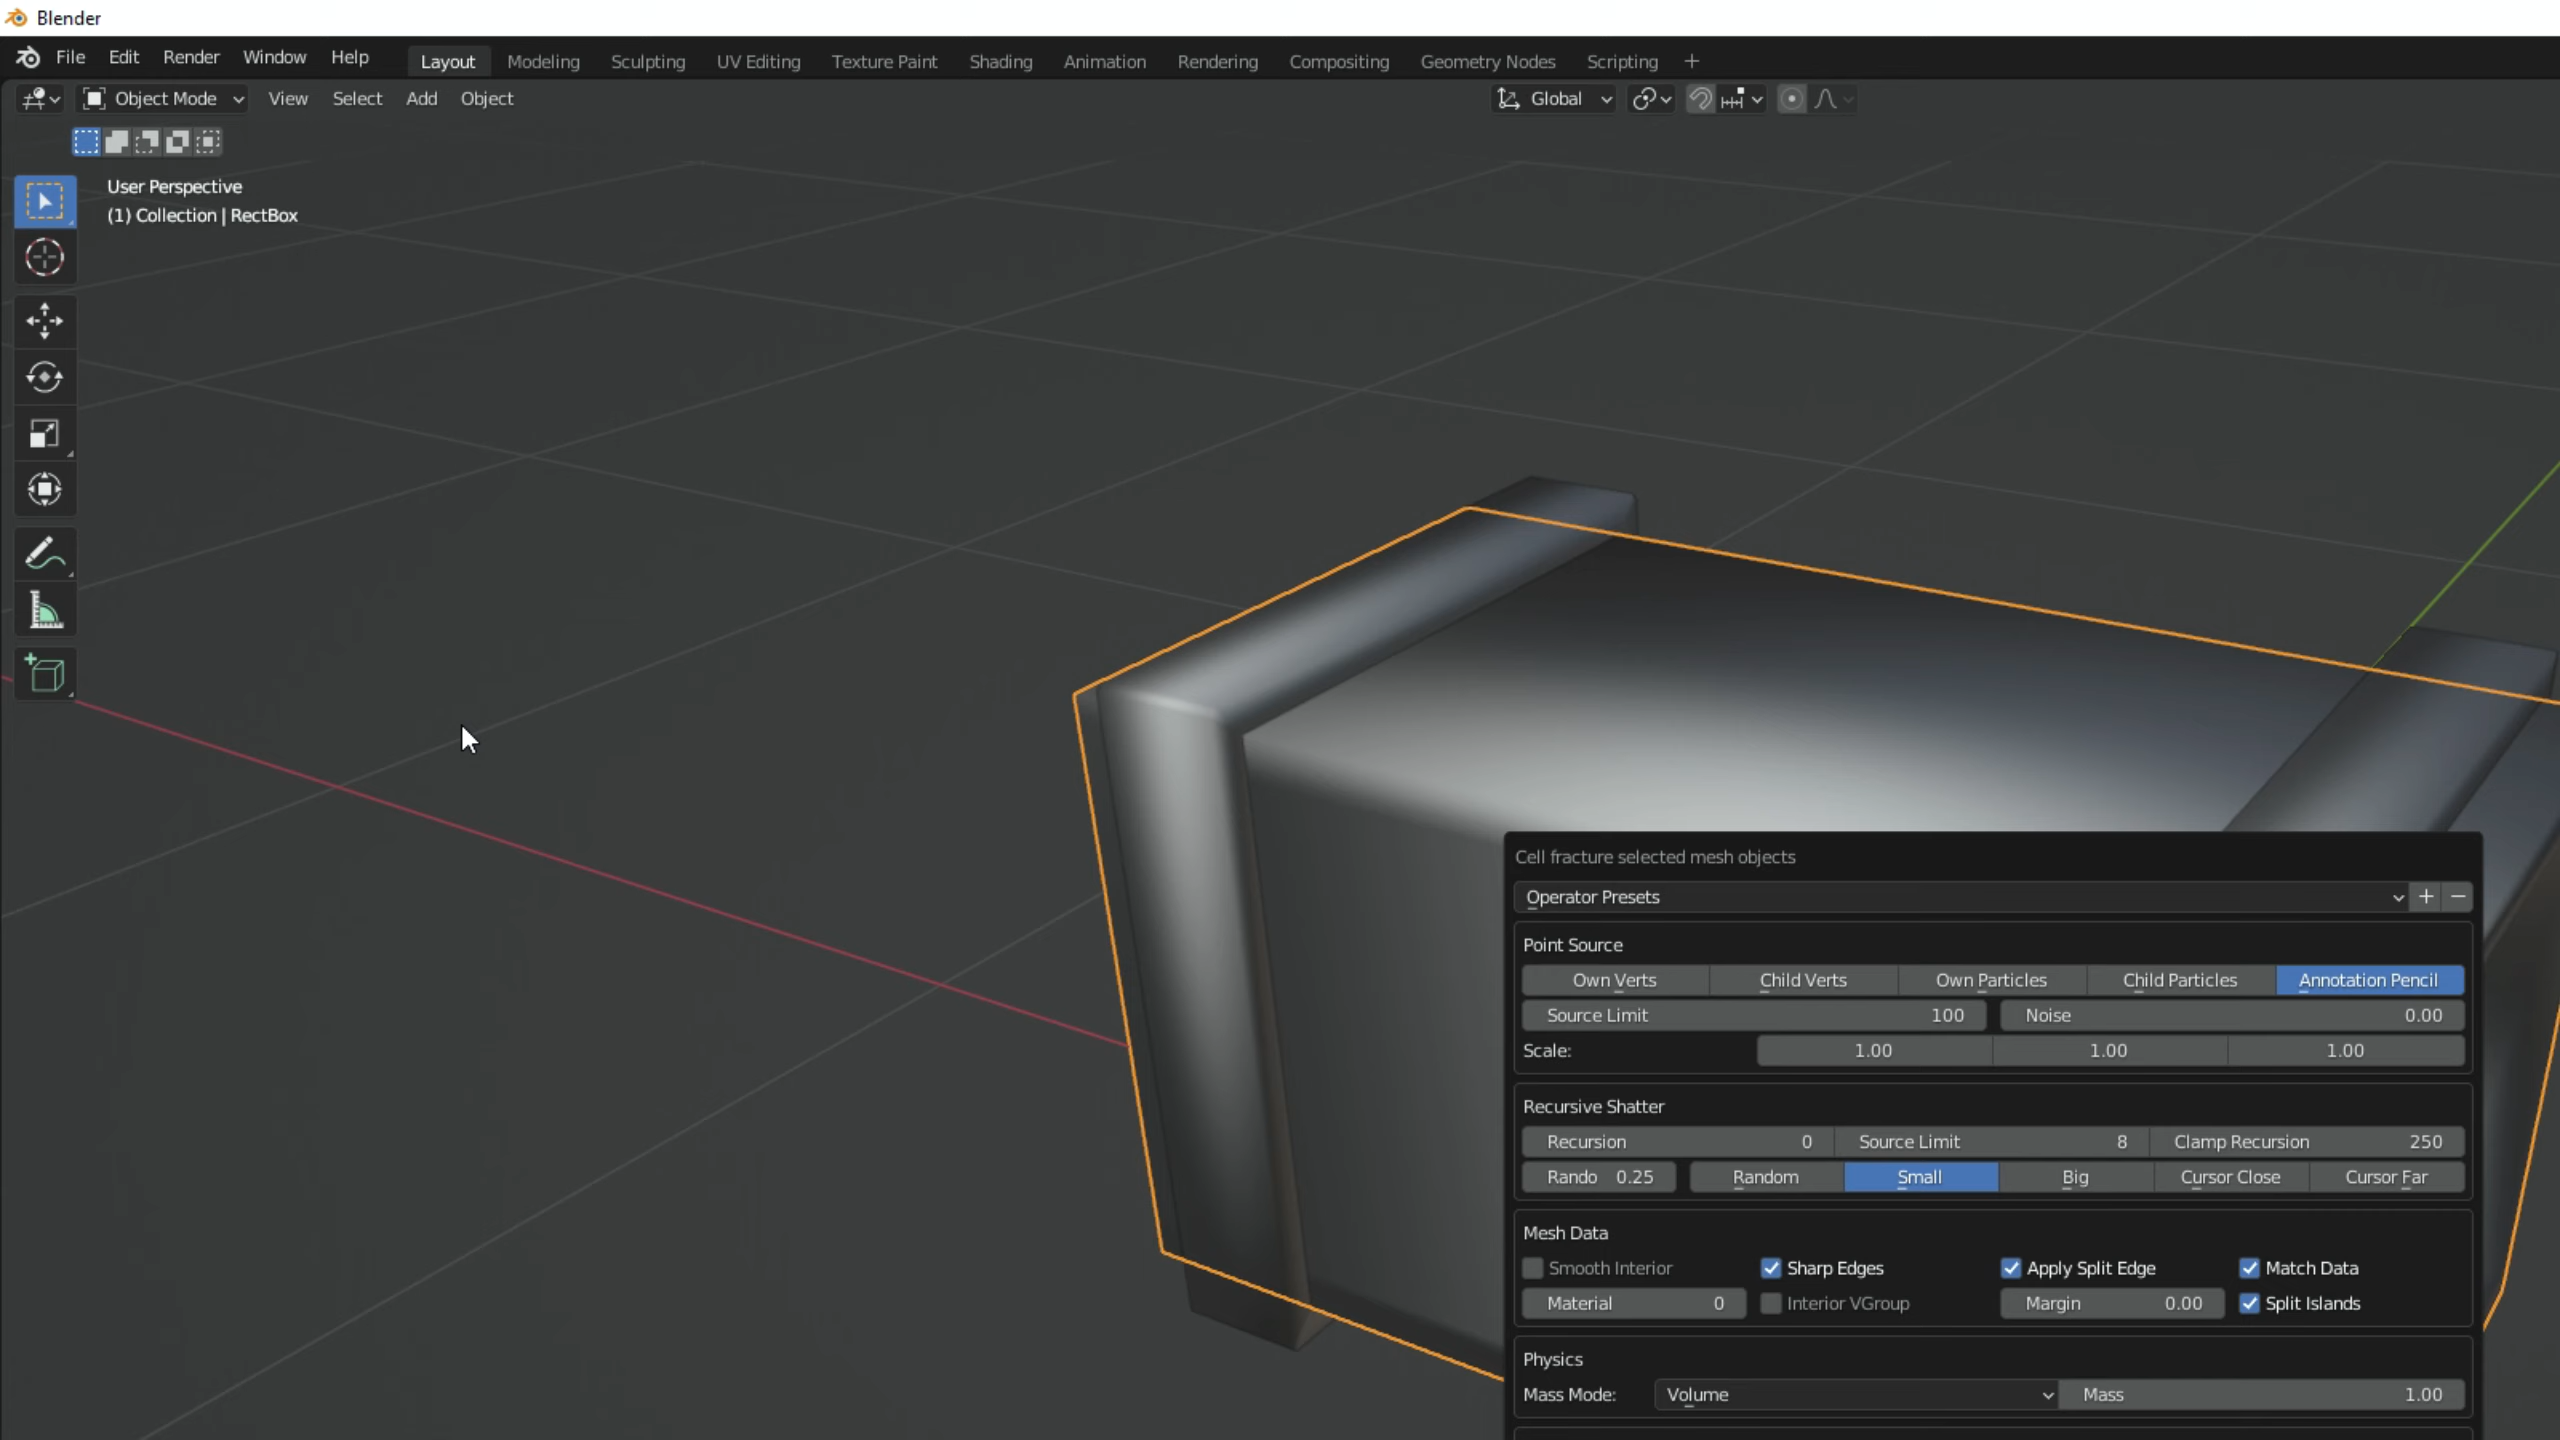 Blender
File Edit Render Window Help Layout Modeling Sculpting UV Editing Texture Paint Shading Animation Rendering Compositing Geometry Nodes Scripting +
Object Mode View Select Add Object Global
User Perspective
(1) Collection | RectBox
Cell fracture selected mesh objects
Operator Presets + −
Point Source
Own Verts Child Verts Own Particles Child Particles Annotation Pencil
Source Limit 100 Noise 0.00
Scale: 1.00 1.00 1.00
Recursive Shatter
Recursion 0 Source Limit 8 Clamp Recursion 250
Rando 0.25 Random Small Big Cursor Close Cursor Far
Mesh Data
Smooth Interior Sharp Edges Apply Split Edge Match Data
Material 0 Interior VGroup Margin 0.00 Split Islands
Physics
Mass Mode: Volume Mass 1.00